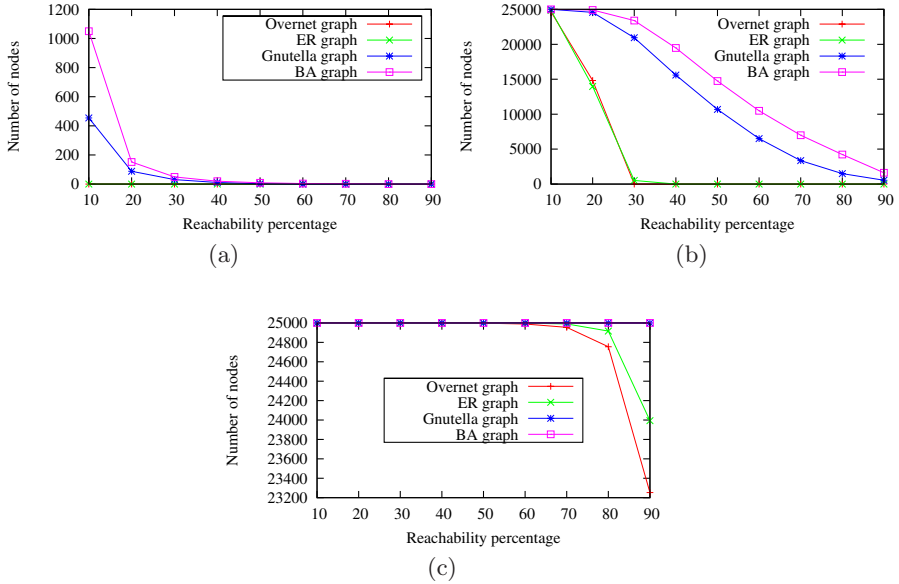 1200
1000
800
600
400
200
0
Number of nodes
Overnet graph
ER graph
Gnutella graph
BA graph
10 20 30 40 50 60 70 80 90
Reachability percentage
(a)
25000
20000
15000
10000
5000
0
Number of nodes
Overnet graph
ER graph
Gnutella graph
BA graph
10 20 30 40 50 60 70 80 90
Reachability percentage
(b)
25000
24800
24600
24400
24200
24000
23800
23600
23400
23200
Number of nodes
Overnet graph
ER graph
Gnutella graph
BA graph
10 20 30 40 50 60 70 80 90
Reachability percentage
(c)